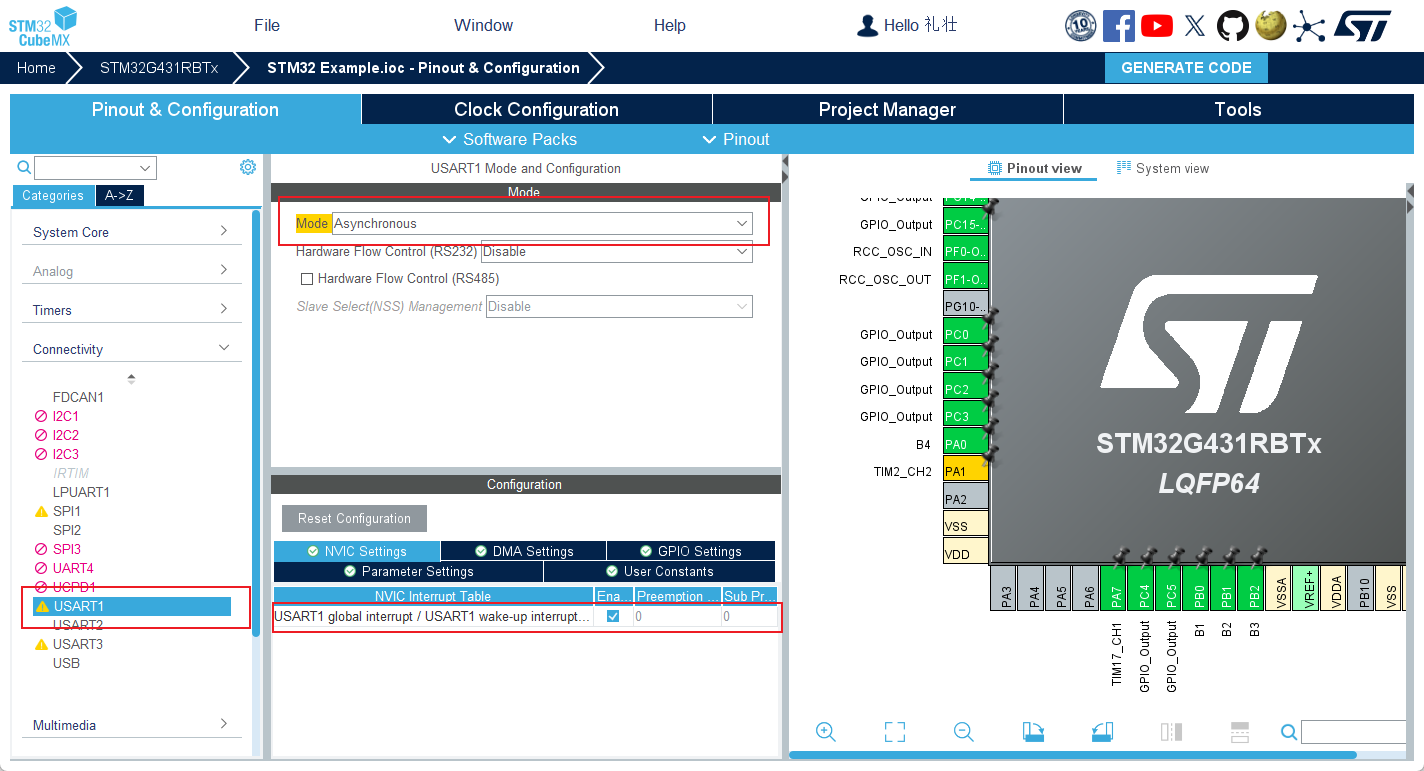 STM32
CubeMX
File
Window
Help
Hello 礼壮
10
Home
STM32G431RBTx
STM32 Example.ioc - Pinout & Configuration
GENERATE CODE
Pinout & Configuration
Clock Configuration
Project Manager
Tools
Software Packs
Pinout
Categories
A->Z
System Core
Analog
Timers
Connectivity
FDCAN1
I2C1
I2C2
I2C3
IRTIM
LPUART1
SPI1
SPI2
SPI3
UART4
UCPD1
USART1
USART2
USART3
USB
Multimedia
USART1 Mode and Configuration
Mode
Mode Asynchronous
Hardware Flow Control (RS232) Disable
Hardware Flow Control (RS485)
Slave Select(NSS) Management Disable
Configuration
Reset Configuration
NVIC Settings
DMA Settings
GPIO Settings
Parameter Settings
User Constants
NVIC Interrupt Table Ena... Preemption ... Sub Pr...
USART1 global interrupt / USART1 wake-up interrupt... 0 0
Pinout view
System view
GPIO_Output PC14-..
GPIO_Output PC15-..
RCC_OSC_IN PF0-O..
RCC_OSC_OUT PF1-O..
PG10-..
GPIO_Output PC0
GPIO_Output PC1
GPIO_Output PC2
GPIO_Output PC3
B4 PA0
TIM2_CH2 PA1
PA2
VSS
VDD
STM32G431RBTx
LQFP64
PA3
PA4
PA5
PA6
PA7
PC4
PC5
PB0
PB1
PB2
VSSA
VREF+
VDDA
PB10
VSS
TIM17_CH1
GPIO_Output
GPIO_Output
B1
B2
B3